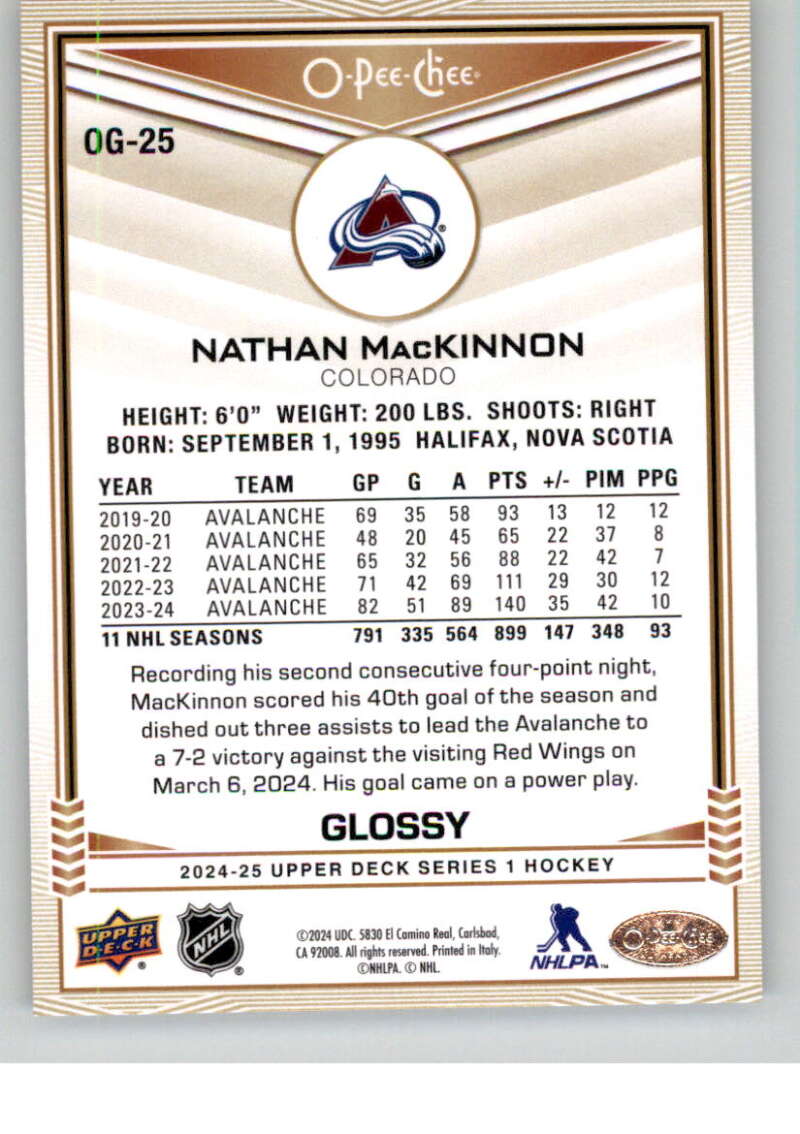 O-Pee-Chee
OG-25
NATHAN MacKINNON
COLORADO
HEIGHT: 6'0" WEIGHT: 200 LBS. SHOOTS: RIGHT
BORN: SEPTEMBER 1, 1995 HALIFAX, NOVA SCOTIA
YEAR TEAM GP G A PTS +/- PIM PPG
2019-20 AVALANCHE 69 35 58 93 13 12 12
2020-21 AVALANCHE 48 20 45 65 22 37 8
2021-22 AVALANCHE 65 32 56 88 22 42 7
2022-23 AVALANCHE 71 42 69 111 29 30 12
2023-24 AVALANCHE 82 51 89 140 35 42 10
11 NHL SEASONS 791 335 564 899 147 348 93
Recording his second consecutive four-point night,
MacKinnon scored his 40th goal of the season and
dished out three assists to lead the Avalanche to
a 7-2 victory against the visiting Red Wings on
March 6, 2024. His goal came on a power play.
GLOSSY
2024-25 UPPER DECK SERIES 1 HOCKEY
UPPER DECK ®
NHL ®
©2024 UDC. 5830 El Camino Real, Carlsbad,
CA 92008. All rights reserved. Printed in Italy.
©NHLPA. © NHL.
NHLPA™
O-Pee-Chee